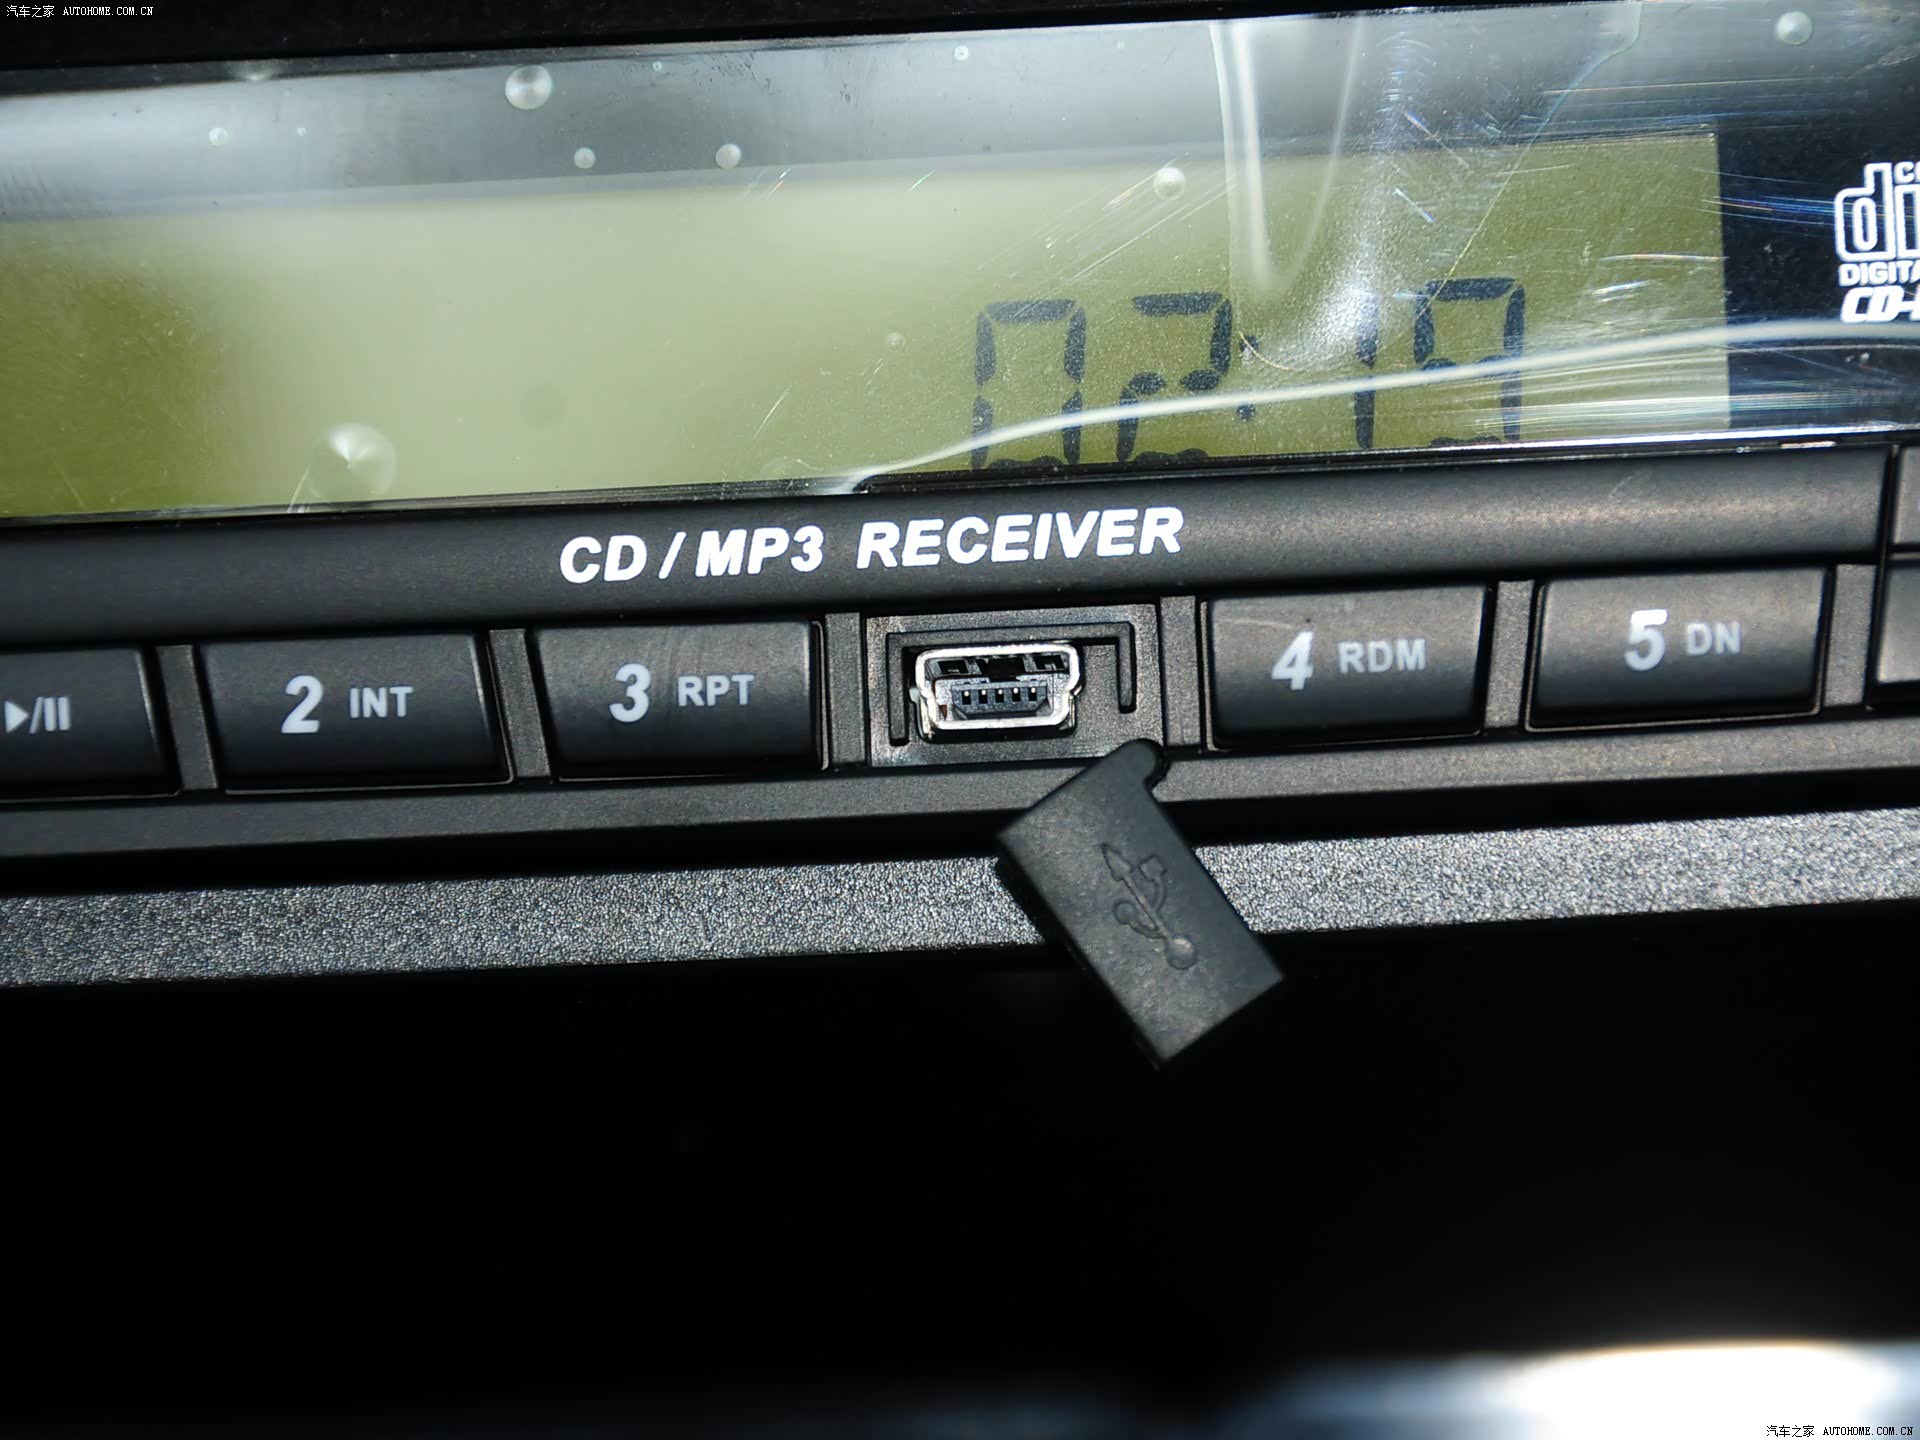 汽车之家 AUTOHOME.COM.CN
DIGITA
CD / MP3 RECEIVER
▶/II
2 INT
3 RPT
4 RDM
5 DN
汽车之家 AUTOHOME.COM.CN